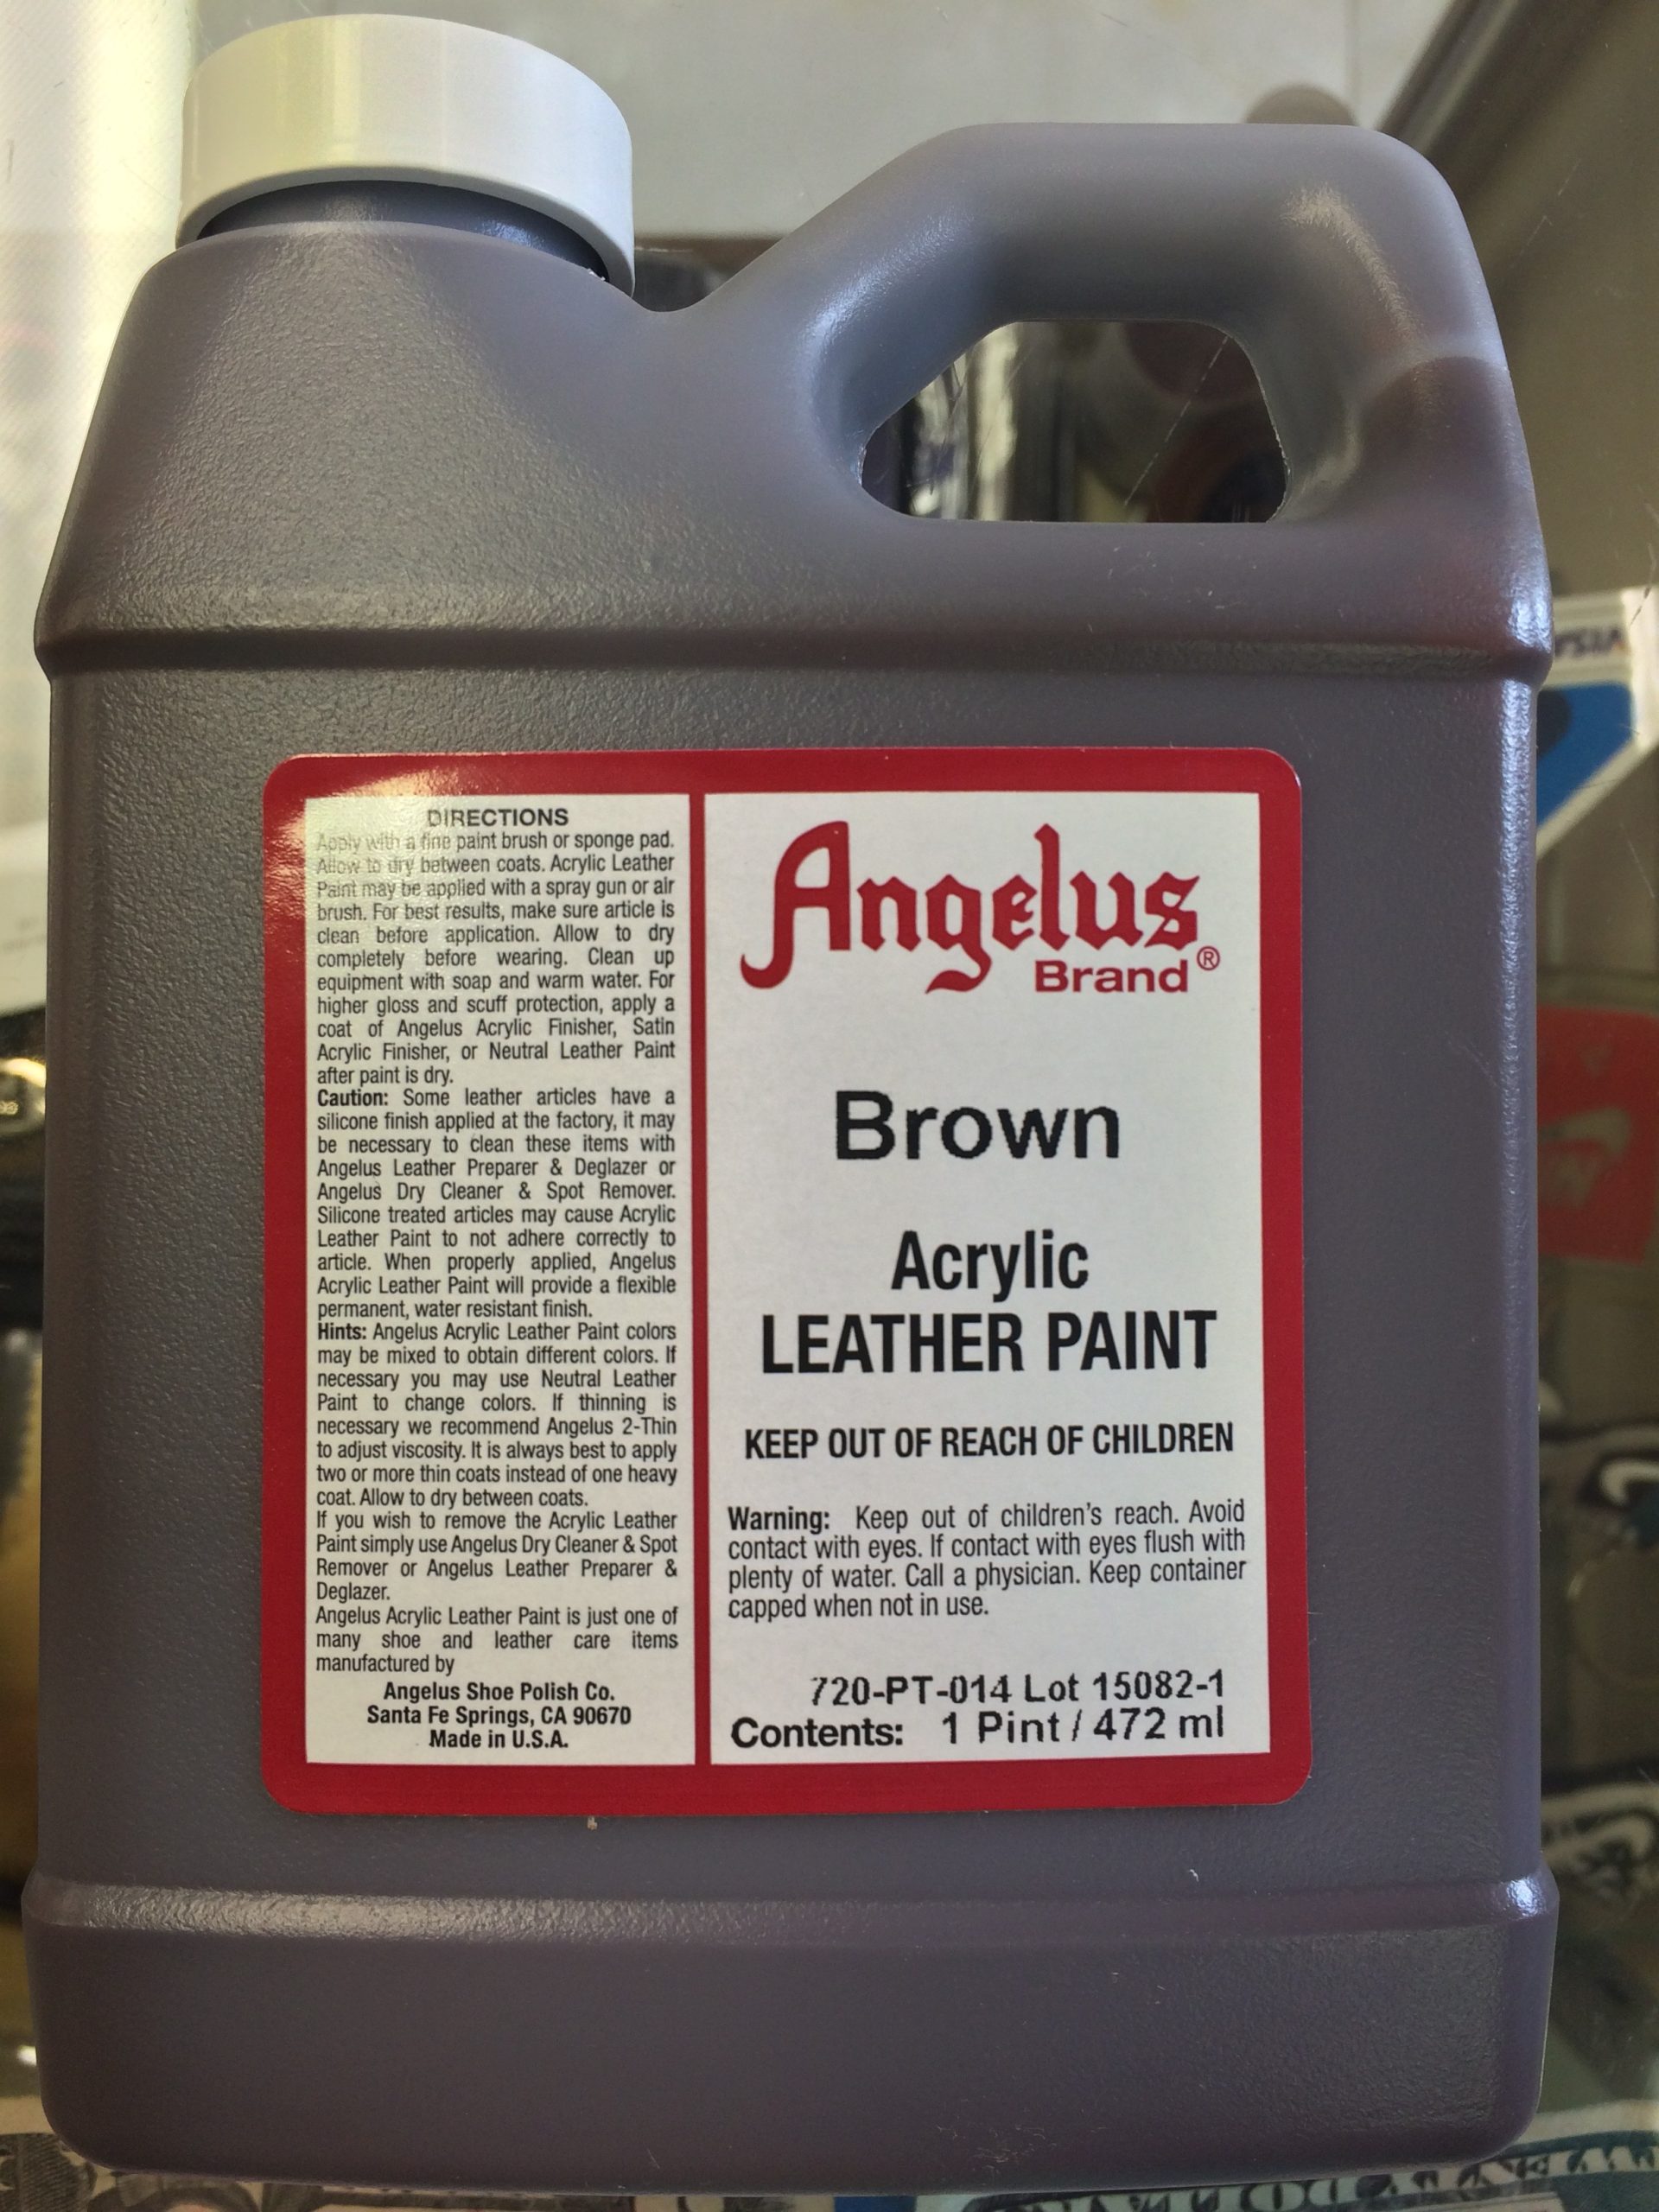 DIRECTIONS
Apply with a fine paint brush or sponge pad.
Allow to dry between coats. Acrylic Leather
Paint may be applied with a spray gun or air
brush. For best results, make sure article is
clean before application. Allow to dry
completely before wearing. Clean up
equipment with soap and warm water. For
higher gloss and scuff protection, apply a
coat of Angelus Acrylic Finisher, Satin
Acrylic Finisher, or Neutral Leather Paint
after paint is dry.
Caution: Some leather articles have a
silicone finish applied at the factory, it may
be necessary to clean these items with
Angelus Leather Preparer & Deglazer or
Angelus Dry Cleaner & Spot Remover.
Silicone treated articles may cause Acrylic
Leather Paint to not adhere correctly to
article. When properly applied, Angelus
Acrylic Leather Paint will provide a flexible
permanent, water resistant finish.
Hints: Angelus Acrylic Leather Paint colors
may be mixed to obtain different colors. If
necessary you may use Neutral Leather
Paint to change colors. If thinning is
necessary we recommend Angelus 2-Thin
to adjust viscosity. It is always best to apply
two or more thin coats instead of one heavy
coat. Allow to dry between coats.
If you wish to remove the Acrylic Leather
Paint simply use Angelus Dry Cleaner & Spot
Remover or Angelus Leather Preparer &
Deglazer.
Angelus Acrylic Leather Paint is just one of
many shoe and leather care items
manufactured by
Angelus Shoe Polish Co.
Santa Fe Springs, CA 90670
Made in U.S.A.
Angelus
Brand®
Brown
Acrylic
LEATHER PAINT
KEEP OUT OF REACH OF CHILDREN
Warning: Keep out of children's reach. Avoid
contact with eyes. If contact with eyes flush with
plenty of water. Call a physician. Keep container
capped when not in use.
720-PT-014 Lot 15082-1
Contents: 1 Pint / 472 ml